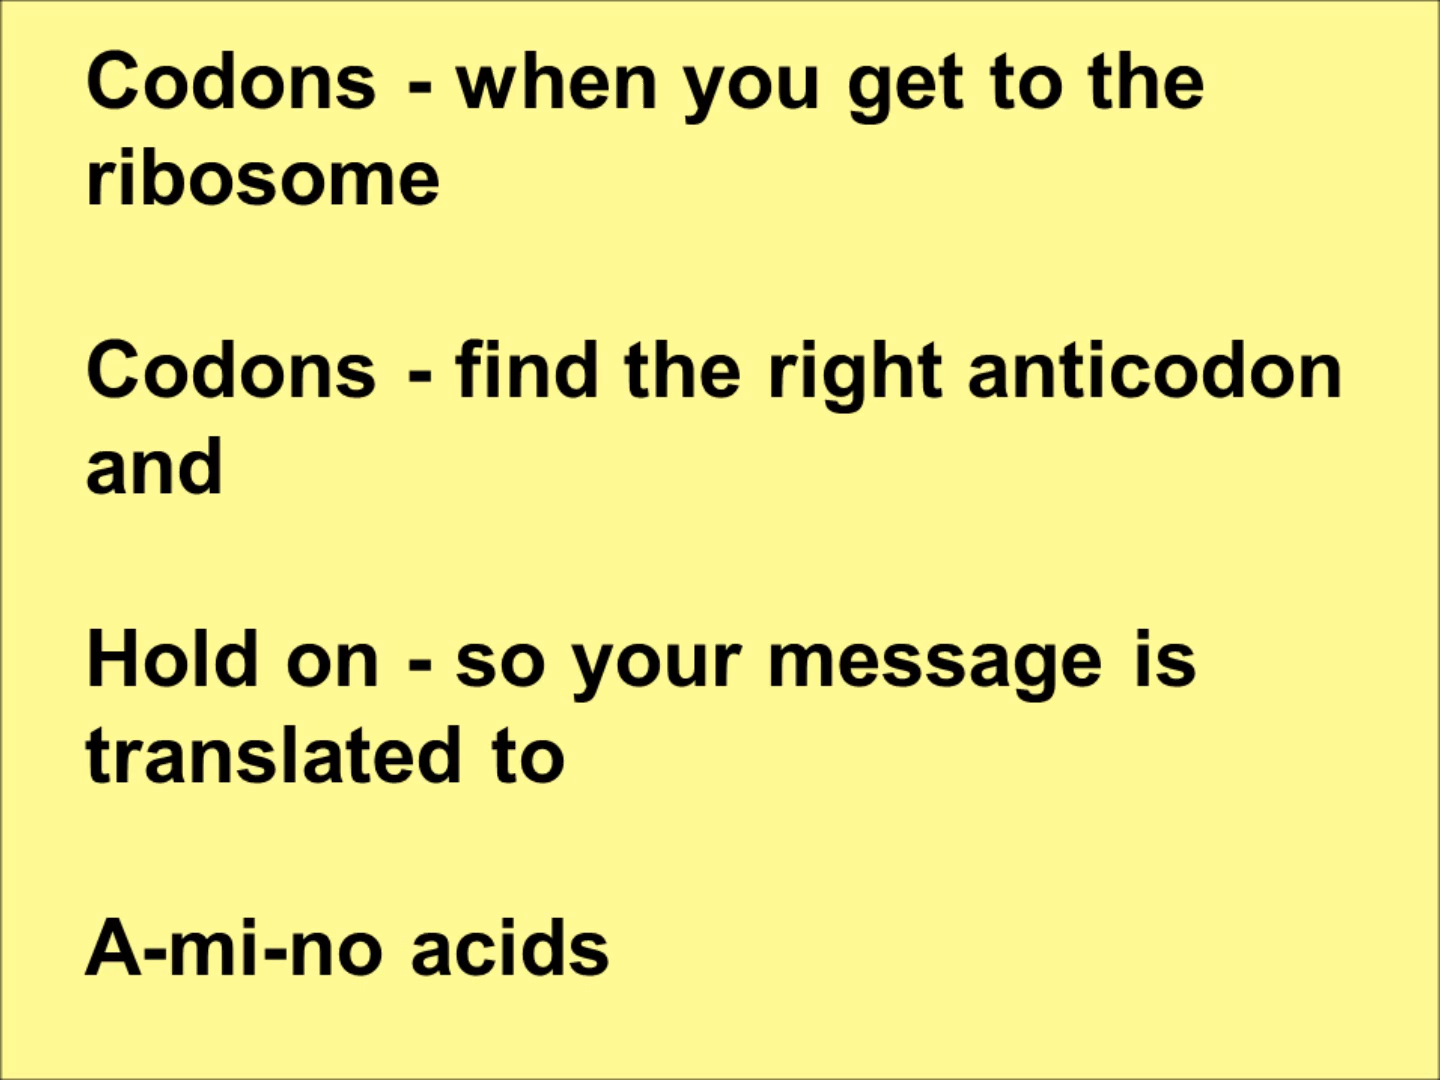 Codons - when you get to the
ribosome
Codons - find the right anticodon
and
Hold on - so your message is
translated to
A-mi-no acids